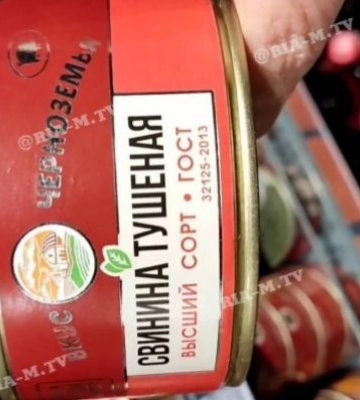 ВКУС
ЧЕРНОЗЕМЬЯ
СВИНИНА ТУШЕНАЯ
ВЫСШИЙ СОРТ • ГОСТ
32125-2013
@RIA-M.TV
@RIA-M.TV
RIA-M.TV
RIA-M.TV